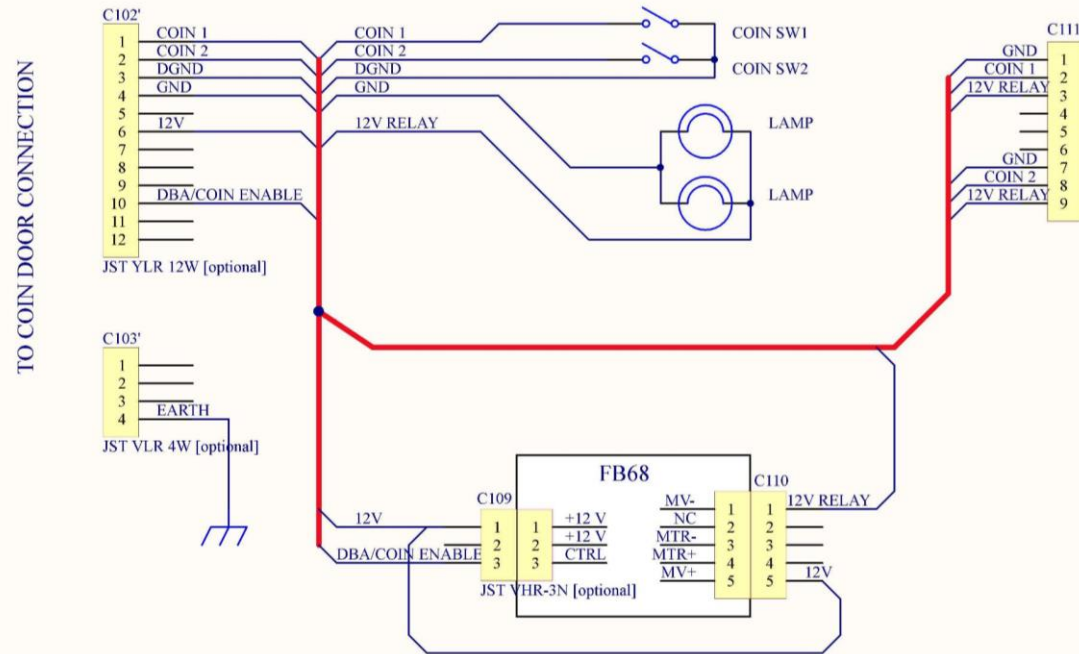 TO COIN DOOR CONNECTION
C102'
1
2
3
4
5
6
7
8
9
10
11
12
COIN 1
COIN 2
DGND
GND
12V
DBA/COIN ENABLE
JST YLR 12W [optional]
COIN 1
COIN 2
DGND
GND
12V RELAY
COIN SW1
COIN SW2
LAMP
LAMP
C111
GND
COIN 1
12V RELAY
GND
COIN 2
12V RELAY
1
2
3
4
5
6
7
8
9
C103'
1
2
3
4
EARTH
JST VLR 4W [optional]
FB68
C109
12V
DBA/COIN ENABLE
1
2
3
1
2
3
+12 V
+12 V
CTRL
JST VHR-3N [optional]
C110
MV-
NC
MTR-
MTR+
MV+
1
2
3
4
5
1
2
3
4
5
12V RELAY
12V